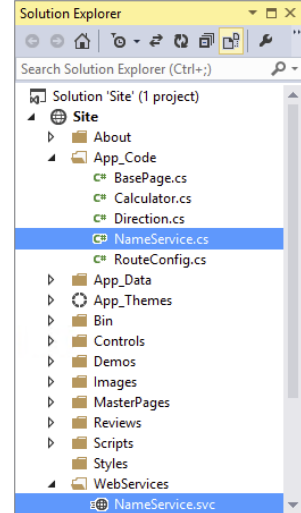 Solution Explorer
Search Solution Explorer (Ctrl+;)
Solution 'Site' (1 project)
Site
About
App_Code
BasePage.cs
Calculator.cs
Direction.cs
NameService.cs
RouteConfig.cs
App_Data
App_Themes
Bin
Controls
Demos
Images
MasterPages
Reviews
Scripts
Styles
WebServices
NameService.svc